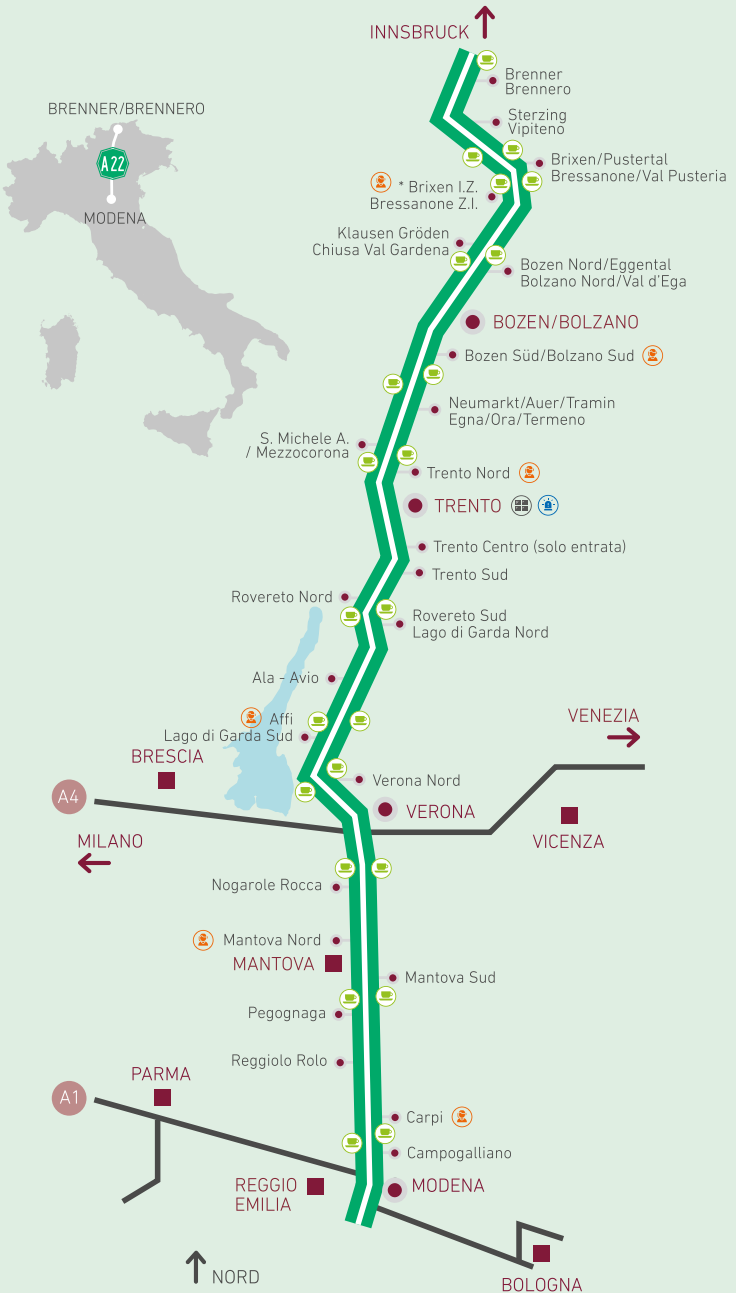 INNSBRUCK
Brenner
Brennero
BRENNER/BRENNERO
A22
MODENA
Sterzing
Vipiteno
Brixen/Pustertal
Bressanone/Val Pusteria
* Brixen I.Z.
Bressanone Z.I.
Klausen Gröden
Chiusa Val Gardena
Bozen Nord/Eggental
Bolzano Nord/Val d'Ega
BOZEN/BOLZANO
Bozen Süd/Bolzano Sud
Neumarkt/Auer/Tramin
Egna/Ora/Termeno
S. Michele A.
/ Mezzocorona
Trento Nord
TRENTO
Trento Centro (solo entrata)
Trento Sud
Rovereto Nord
Rovereto Sud
Lago di Garda Nord
Ala - Avio
Affi
Lago di Garda Sud
VENEZIA
BRESCIA
Verona Nord
A4
VERONA
MILANO
VICENZA
Nogarole Rocca
Mantova Nord
MANTOVA
Mantova Sud
Pegognaga
Reggiolo Rolo
PARMA
A1
Carpi
Campogalliano
REGGIO
EMILIA
MODENA
NORD
BOLOGNA